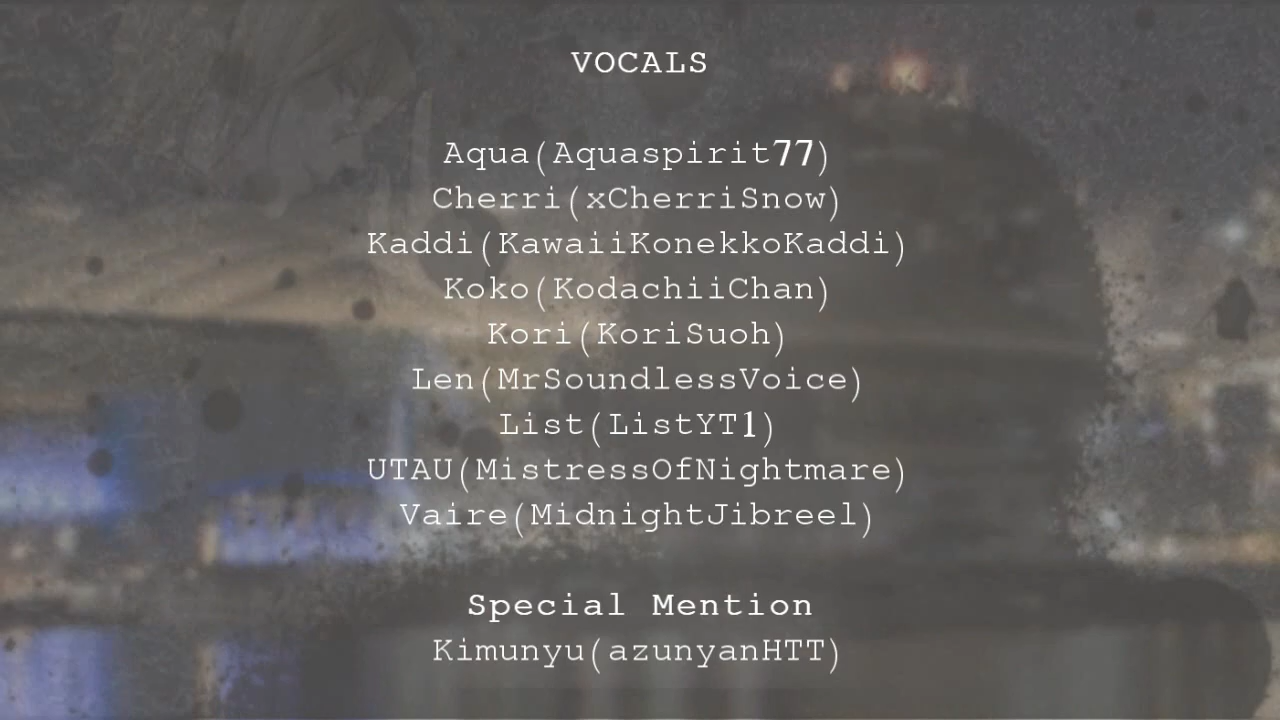 VOCALS
Aqua(Aquaspirit77)
Cherri(xCherriSnow)
Kaddi(KawaiiKonekkoKaddi)
Koko(KodachiiChan)
Kori(KoriSuoh)
Len(MrSoundlessVoice)
List(ListYT1)
UTAU(MistressOfNightmare)
Vaire(MidnightJibreel)
Special Mention
Kimunyu(azunyanHTT)